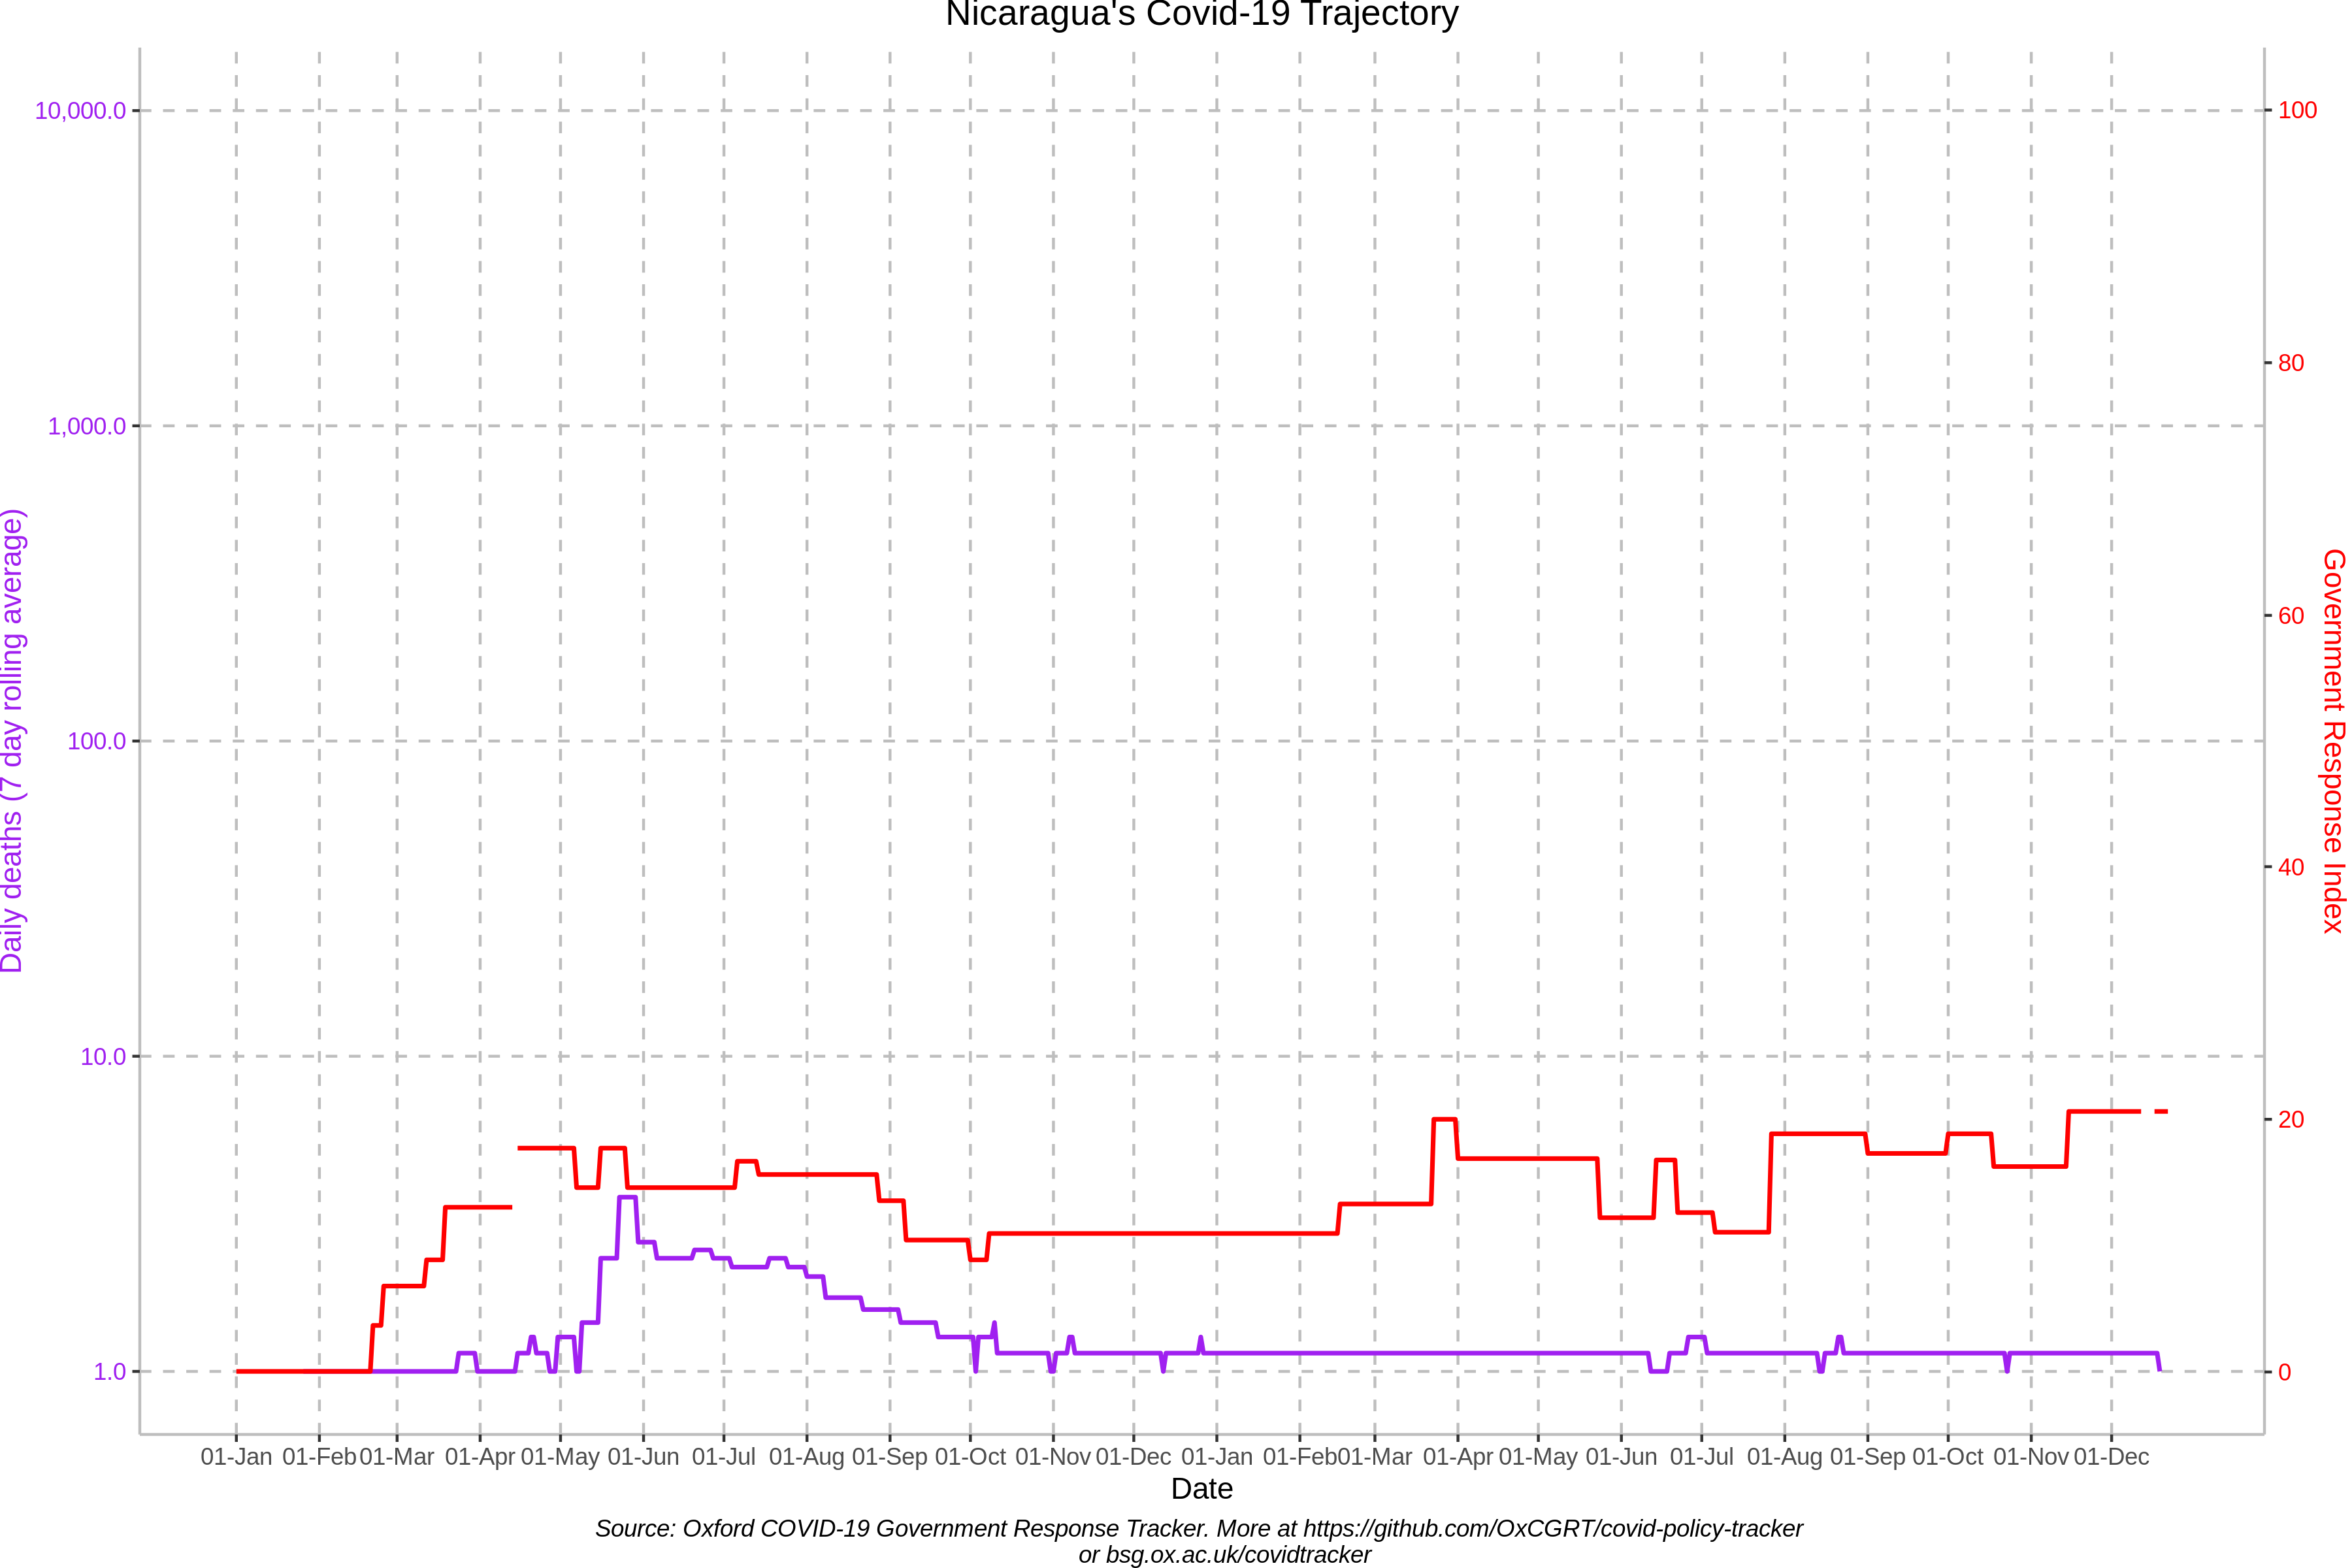 Nicaragua's Covid-19 Trajectory
10,000.0
1,000.0
100.0
10.0
1.0
Daily deaths (7 day rolling average)
100
80
60
40
20
0
Government Response Index
01-Jan 01-Feb 01-Mar 01-Apr 01-May 01-Jun 01-Jul 01-Aug 01-Sep 01-Oct 01-Nov 01-Dec 01-Jan 01-Feb 01-Mar 01-Apr 01-May 01-Jun 01-Jul 01-Aug 01-Sep 01-Oct 01-Nov 01-Dec
Date
Source: Oxford COVID-19 Government Response Tracker. More at https://github.com/OxCGRT/covid-policy-tracker
or bsg.ox.ac.uk/covidtracker